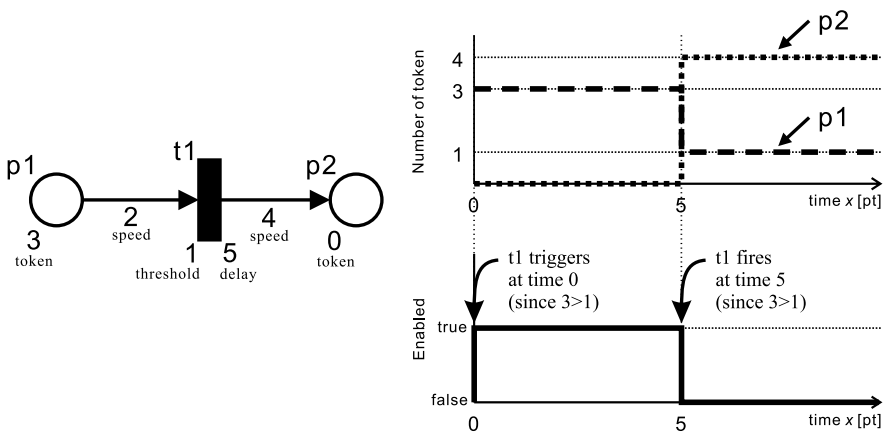 p1
t1
p2
2
speed
4
speed
3
token
1
threshold
5
delay
0
token
Number of token
4
3
1
p2
p1
0
5
time x [pt]
t1 triggers
at time 0
(since 3>1)
t1 fires
at time 5
(since 3>1)
Enabled
true
false
0
5
time x [pt]